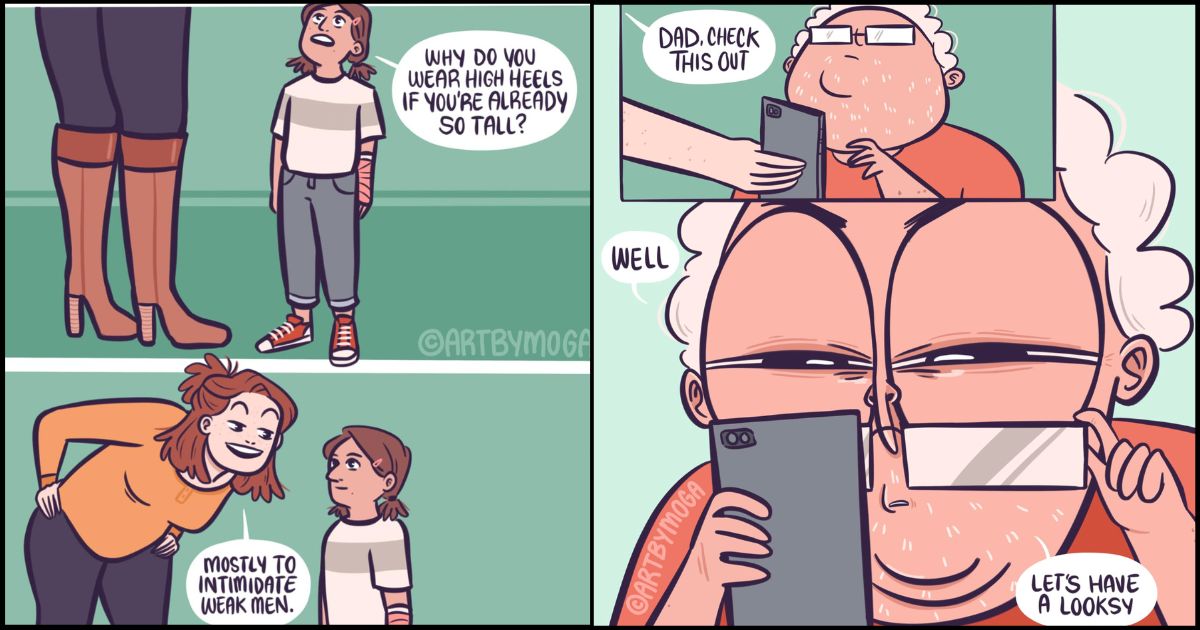 WHY DO YOU
WEAR HIGH HEELS
IF YOU'RE ALREADY
SO TALL?
©ARTBYMOGA
MOSTLY TO
INTIMIDATE
WEAK MEN.
DAD, CHECK
THIS OUT
WELL
©ARTBYMOGA
LET'S HAVE
A LOOKSY